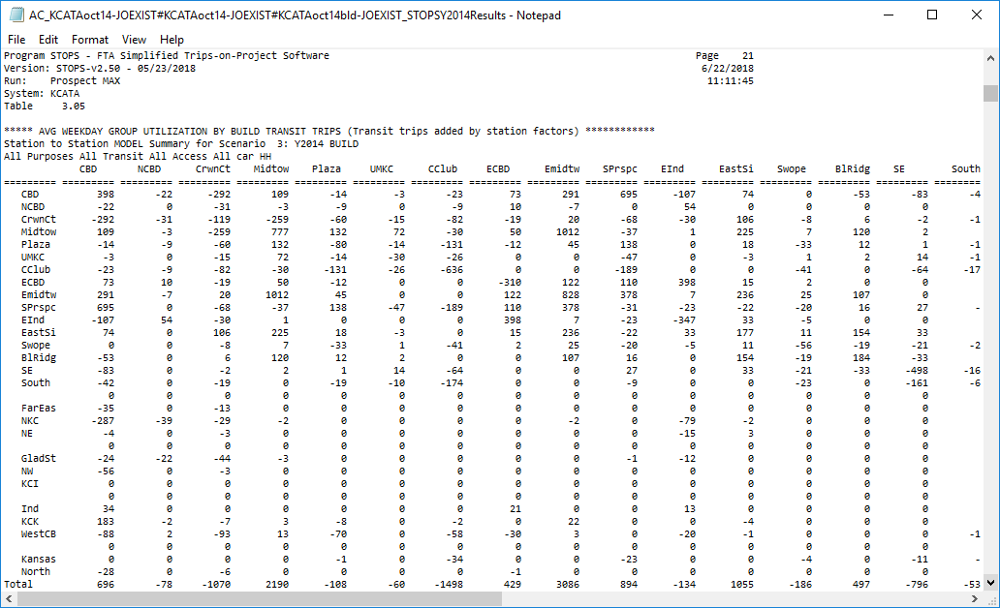 AC_KCATAoct14-JOEXIST#KCATAoct14-JOEXIST#KCATAoct14bld-JOEXIST_STOPSY2014Results - Notepad
File Edit Format View Help
Program STOPS - FTA Simplified Trips-on-Project Software Page 21
Version: STOPS-v2.50 - 05/23/2018 6/22/2018
Run: Prospect MAX 11:11:45
System: KCATA
Table 3.05
***** AVG WEEKDAY GROUP UTILIZATION BY BUILD TRANSIT TRIPS (Transit trips added by station factors) ************
Station to Station MODEL Summary for Scenario 3: Y2014 BUILD
All Purposes All Transit All Access All car HH
CBD NCBD CrwnCt Midtow Plaza UMKC CClub ECBD Emidtw SPrspc EInd EastSi Swope BlRidg SE South
========= ======== ======== ======== ======== ======== ======== ======== ======== ======== ======== ======== ======== ======== ======== ========
CBD 398 -22 -292 109 -14 -3 -23 73 291 695 -107 74 0 -53 -83 -4
NCBD -22 0 -31 -3 -9 0 -9 10 -7 0 54 0 0 0 0
CrwnCt -292 -31 -119 -259 -60 -15 -82 -19 20 -68 -30 106 -8 6 -2 -1
Midtow 109 -3 -259 777 132 72 -30 50 1012 -37 1 225 7 120 2
Plaza -14 -9 -60 132 -80 -14 -131 -12 45 138 0 18 -33 12 1 -1
UMKC -3 0 -15 72 -14 -30 -26 0 0 -47 0 -3 1 2 14 -1
CClub -23 -9 -82 -30 -131 -26 -636 0 0 -189 0 0 -41 0 -64 -17
ECBD 73 10 -19 50 -12 0 0 -310 122 110 398 15 2 0 0
Emidtw 291 -7 20 1012 45 0 0 122 828 378 7 236 25 107 0
SPrspc 695 0 -68 -37 138 -47 -189 110 378 -31 -23 -22 -20 16 27 -
EInd -107 54 -30 1 0 0 0 398 7 -23 -347 33 -5 0 0
EastSi 74 0 106 225 18 -3 0 15 236 -22 33 177 11 154 33
Swope 0 0 -8 7 -33 1 -41 2 25 -20 -5 11 -56 -19 -21 -2
BlRidg -53 0 6 120 12 2 0 0 107 16 0 154 -19 184 -33
SE -83 0 -2 2 1 14 -64 0 0 27 0 33 -21 -33 -498 -16
South -42 0 -19 0 -19 -10 -174 0 0 -9 0 0 -23 0 -161 -6
0 0 0 0 0 0 0 0 0 0 0 0 0 0 0
FarEas -35 0 -13 0 0 0 0 0 0 0 0 0 0 0 0
NKC -287 -39 -29 -2 0 0 0 0 -2 0 -79 -2 0 0 0
NE -4 0 -3 0 0 0 0 0 0 0 -15 3 0 0 0
0 0 0 0 0 0 0 0 0 0 0 0 0 0 0
GladSt -24 -22 -44 -3 0 0 0 0 0 -1 -12 0 0 0 0
NW -56 0 -3 0 0 0 0 0 0 0 0 0 0 0 0
KCI 0 0 0 0 0 0 0 0 0 0 0 0 0 0 0
0 0 0 0 0 0 0 0 0 0 0 0 0 0 0
Ind 34 0 0 0 0 0 0 21 0 0 13 0 0 0 0
KCK 183 -2 -7 3 -8 0 -2 0 22 0 0 -4 0 0 0
WestCB -88 2 -93 13 -70 0 -58 -30 3 0 -20 -1 0 0 0 -1
0 0 0 0 0 0 0 0 0 0 0 0 0 0 0
Kansas 0 0 0 0 -1 0 -34 0 0 -23 0 0 -4 0 -11 -
North -28 0 -6 0 0 0 0 -1 0 0 0 0 0 0 0
Total 696 -78 -1070 2190 -108 -60 -1498 429 3086 894 -134 1055 -186 497 -796 -53